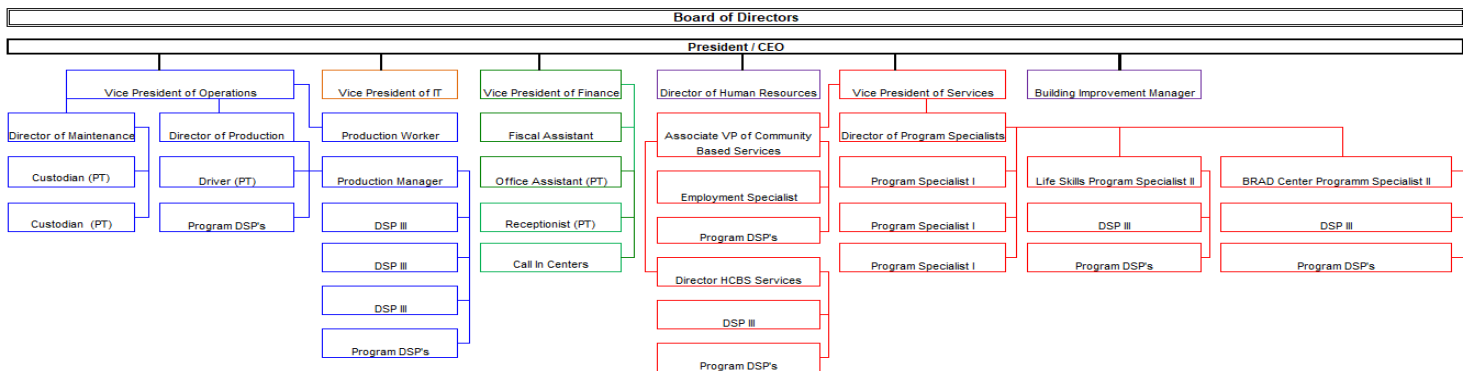 Board of Directors
President / CEO
Vice President of Operations
Vice President of IT
Vice President of Finance
Director of Human Resources
Vice President of Services
Building Improvement Manager
Director of Maintenance
Director of Production
Production Worker
Fiscal Assistant
Associate VP of Community
Based Services
Director of Program Specialists
Custodian (PT)
Driver (PT)
Production Manager
Office Assistant (PT)
Employment Specialist
Program Specialist I
Life Skills Program Specialist II
BRAD Center Programm Specialist II
Custodian (PT)
Program DSP's
DSP III
Receptionist (PT)
Program DSP's
Program Specialist I
DSP III
DSP III
DSP III
Call In Centers
Director HCBS Services
Program Specialist I
Program DSP's
Program DSP's
DSP III
DSP III
Program DSP's
Program DSP's